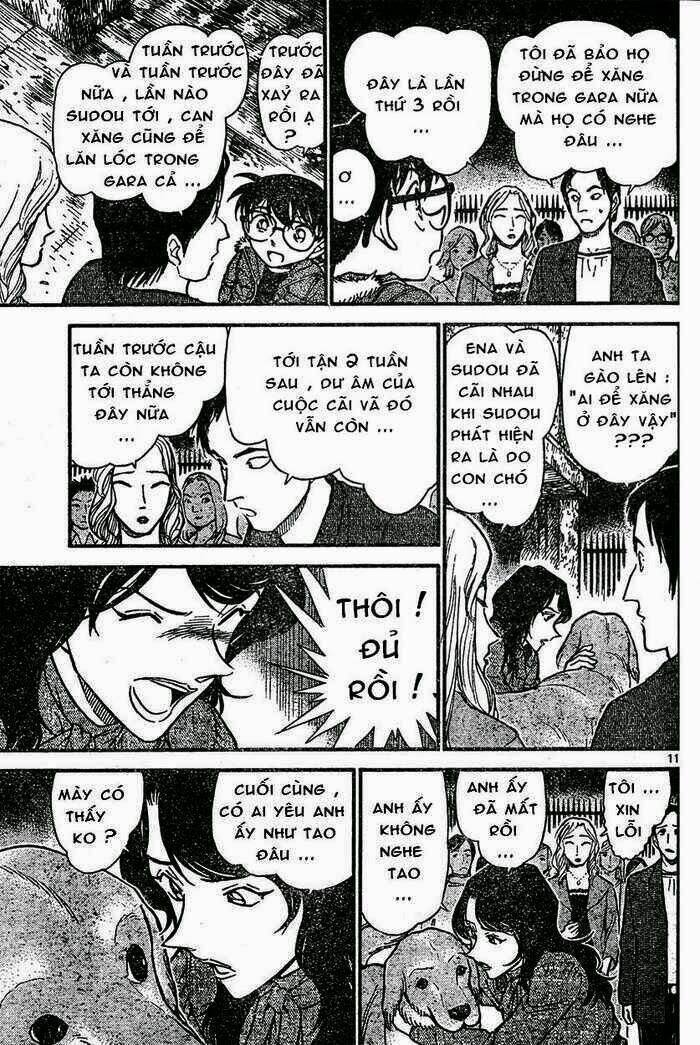 TÔI ĐÃ BẢO HỌ
ĐỪNG ĐỂ XĂNG
TRONG GARA NỮA
MÀ HỌ CÓ NGHE
ĐÂU ...
ĐÂY LÀ LẦN
THỨ 3 RỒI
...
Ơ
...
TRƯỚC
ĐÂY ĐÃ
XAỶ RA
RỒI Ạ
?
TUẦN TRƯỚC
VÀ TUẦN TRƯỚC
NỮA , LẦN NÀO
SUDOU TỚI , CAN
XĂNG CŨNG ĐỂ
LĂN LÓC TRONG
GARA CẢ ...
ANH TA
GÀO LÊN :
"AI ĐỂ XĂNG
Ở ĐÂY VẬY"
???
ENA VÀ
SUDOU ĐÃ
CÃI NHAU
KHI SUDOU
PHÁT HIỆN
RA LÀ DO
CON CHÓ
...
TỚI TẬN 2 TUẦN
SAU , DƯ ÂM CỦA
CUỘC CÃI VÃ ĐÓ
VẪN CÒN ...
TUẦN TRƯỚC CẬU
TA CÒN KHÔNG
TỚI THẲNG
ĐÂY NỮA
...
THÔI !
ĐỦ
RỒI !
11
TÔI ...
XIN
LỖI
ANH ẤY
ĐÃ MẤT
RỒI ...
ANH ẤY
KHÔNG
NGHE
TAO
...
CUỐI CÙNG ,
CÓ AI YÊU ANH
ẤY NHƯ TAO
ĐÂU ...
MÀY CÓ
THẤY
KO ?